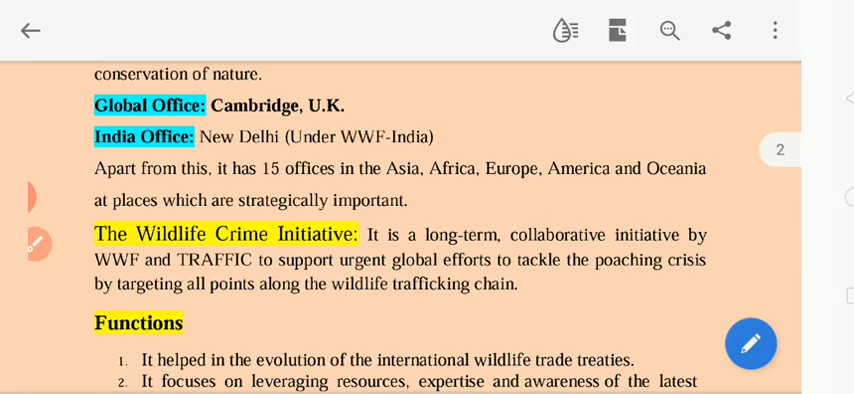 conservation of nature.
Global Office: Cambridge, U.K.
India Office: New Delhi (Under WWF-India)
2
Apart from this, it has 15 offices in the Asia, Africa, Europe, America and Oceania
at places which are strategically important.
The Wildlife Crime Initiative: It is a long-term, collaborative initiative by
WWF and TRAFFIC to support urgent global efforts to tackle the poaching crisis
by targeting all points along the wildlife trafficking chain.
Functions
1. It helped in the evolution of the international wildlife trade treaties.
2. It focuses on leveraging resources, expertise and awareness of the latest